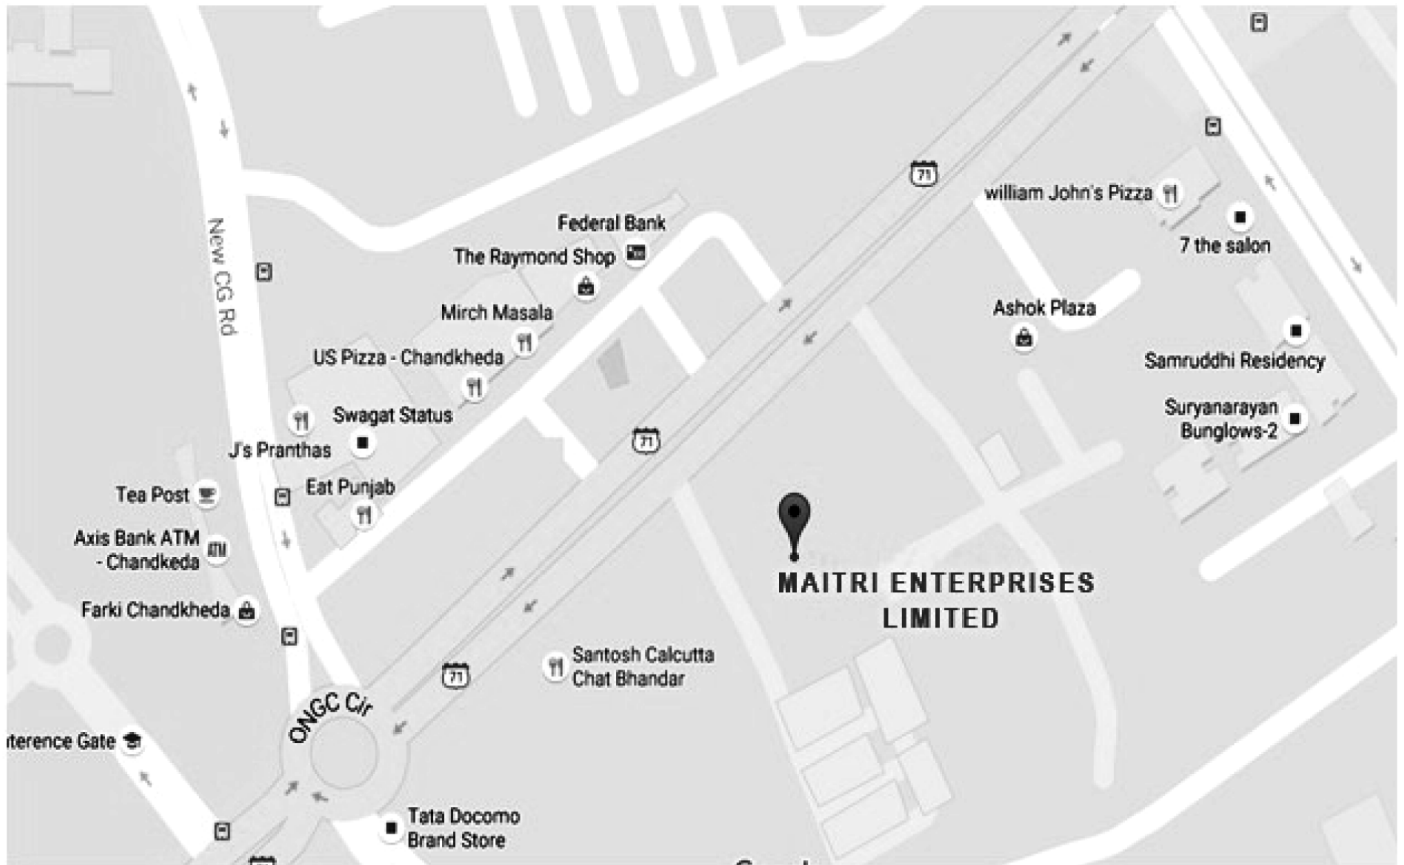 71
william John's Pizza
7 the salon
New CG Rd
Federal Bank
The Raymond Shop
Mirch Masala
Ashok Plaza
US Pizza - Chandkheda
Samruddhi Residency
Swagat Status
Suryanarayan
Bunglows-2
J's Pranthas
71
Tea Post
Eat Punjab
Axis Bank ATM
- Chandkeda
ATM
MAITRI ENTERPRISES
LIMITED
Farki Chandkheda
Santosh Calcutta
Chat Bhandar
71
ONGC Cir
Gate
Tata Docomo
Brand Store